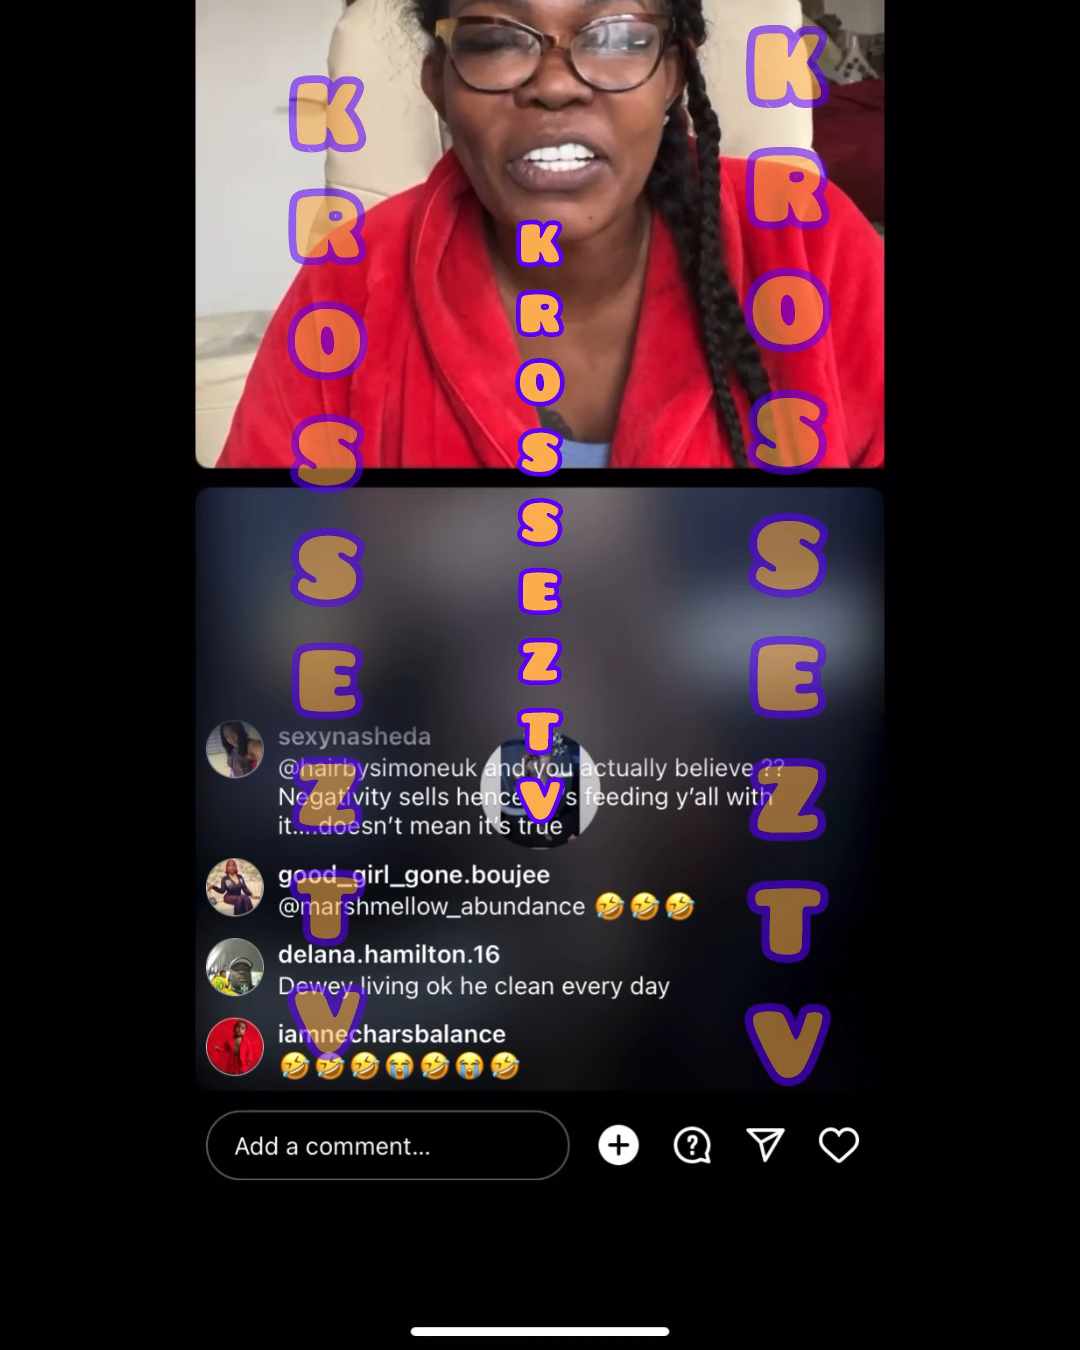 KROSSEZTV
KROSSEZTV
KROSSEZTV
sexynasheda
@hairbysimoneuk and you actually believe ??
Negativity sells hence feeding y’all with
it....doesn’t mean it’s true
good_girl_gone.boujee
@marshmellow_abundance 🤣🤣🤣
delana.hamilton.16
Dewey living ok he clean every day
iamnecharsbalance
🤣🤣🤣😭🤣😭🤣
Add a comment...